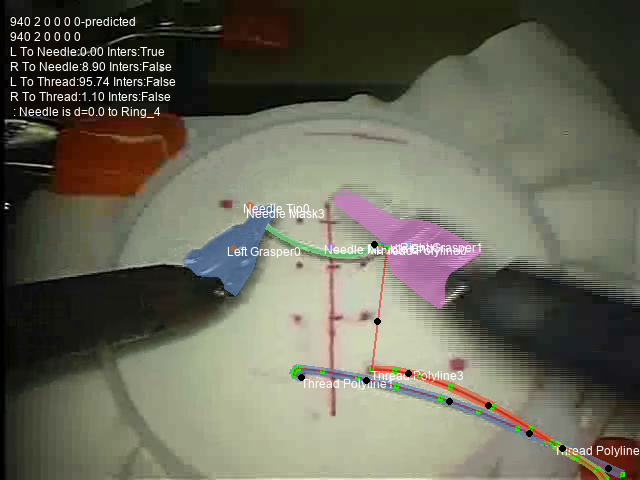 940 2 0 0 0 0-predicted
940 2 0 0 0 0
L To Needle:0.00 Inters:True
R To Needle:8.90 Inters:False
L To Thread:95.74 Inters:False
R To Thread:1.10 Inters:False
: Needle is d=0.0 to Ring_4
Needle Tip0
Needle Mask3
Left Grasper0
Thread Polyline3
Thread Polyline1
Thread Polyline